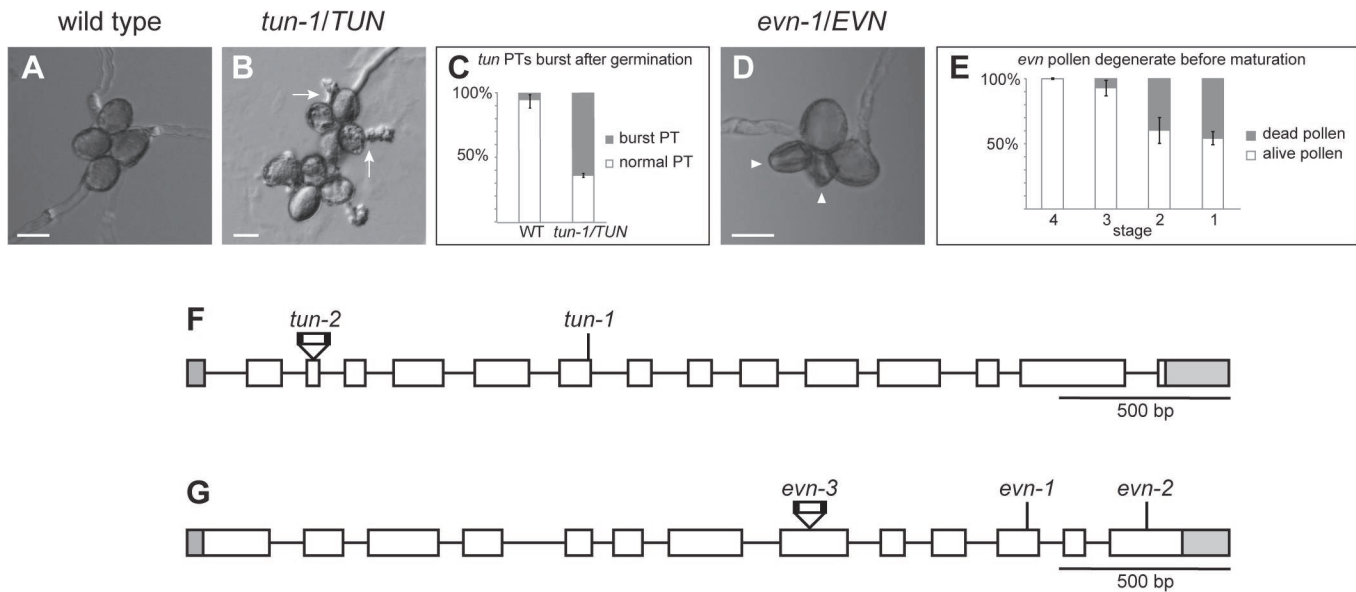 wild type
tun-1/TUN
evn-1/EVN
A
B
C tun PTs burst after germination
100%
50%
burst PT
normal PT
WT tun-1/TUN
D
E evn pollen degenerate before maturation
100%
50%
dead pollen
alive pollen
4 3 2 1
stage
F
tun-2
tun-1
500 bp
G
evn-3 evn-1 evn-2
500 bp